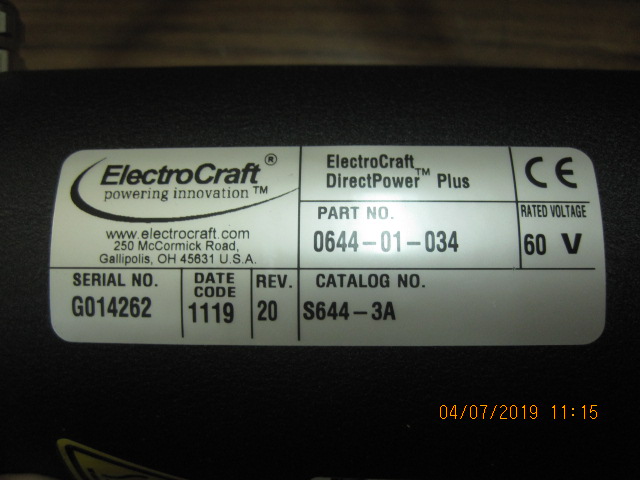 ElectroCraft®
powering innovation™
www.electrocraft.com
250 McCormick Road,
Gallipolis, OH 45631 U.S.A.
ElectroCraft
DirectPower™ Plus
CE
PART NO.
0644-01-034
RATED VOLTAGE
60 V
SERIAL NO.
G014262
DATE
CODE
1119
REV.
20
CATALOG NO.
S644-3A
04/07/2019 11:15